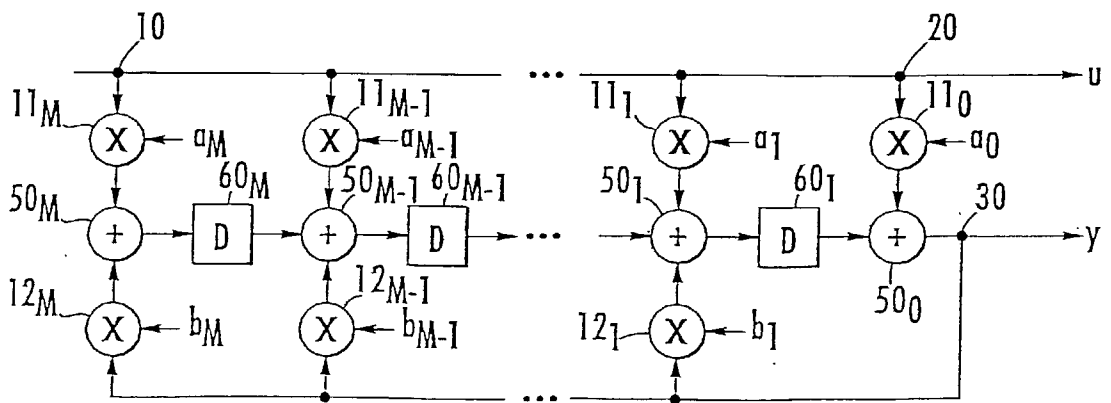 10 20
u
11M 11M-1 111 110
X X X X
aM aM-1 a1 a0
50M 60M 50M-1 60M-1 501 601 30
+ D + D + D + y
12M 12M-1 121 500
X X X
bM bM-1 b1